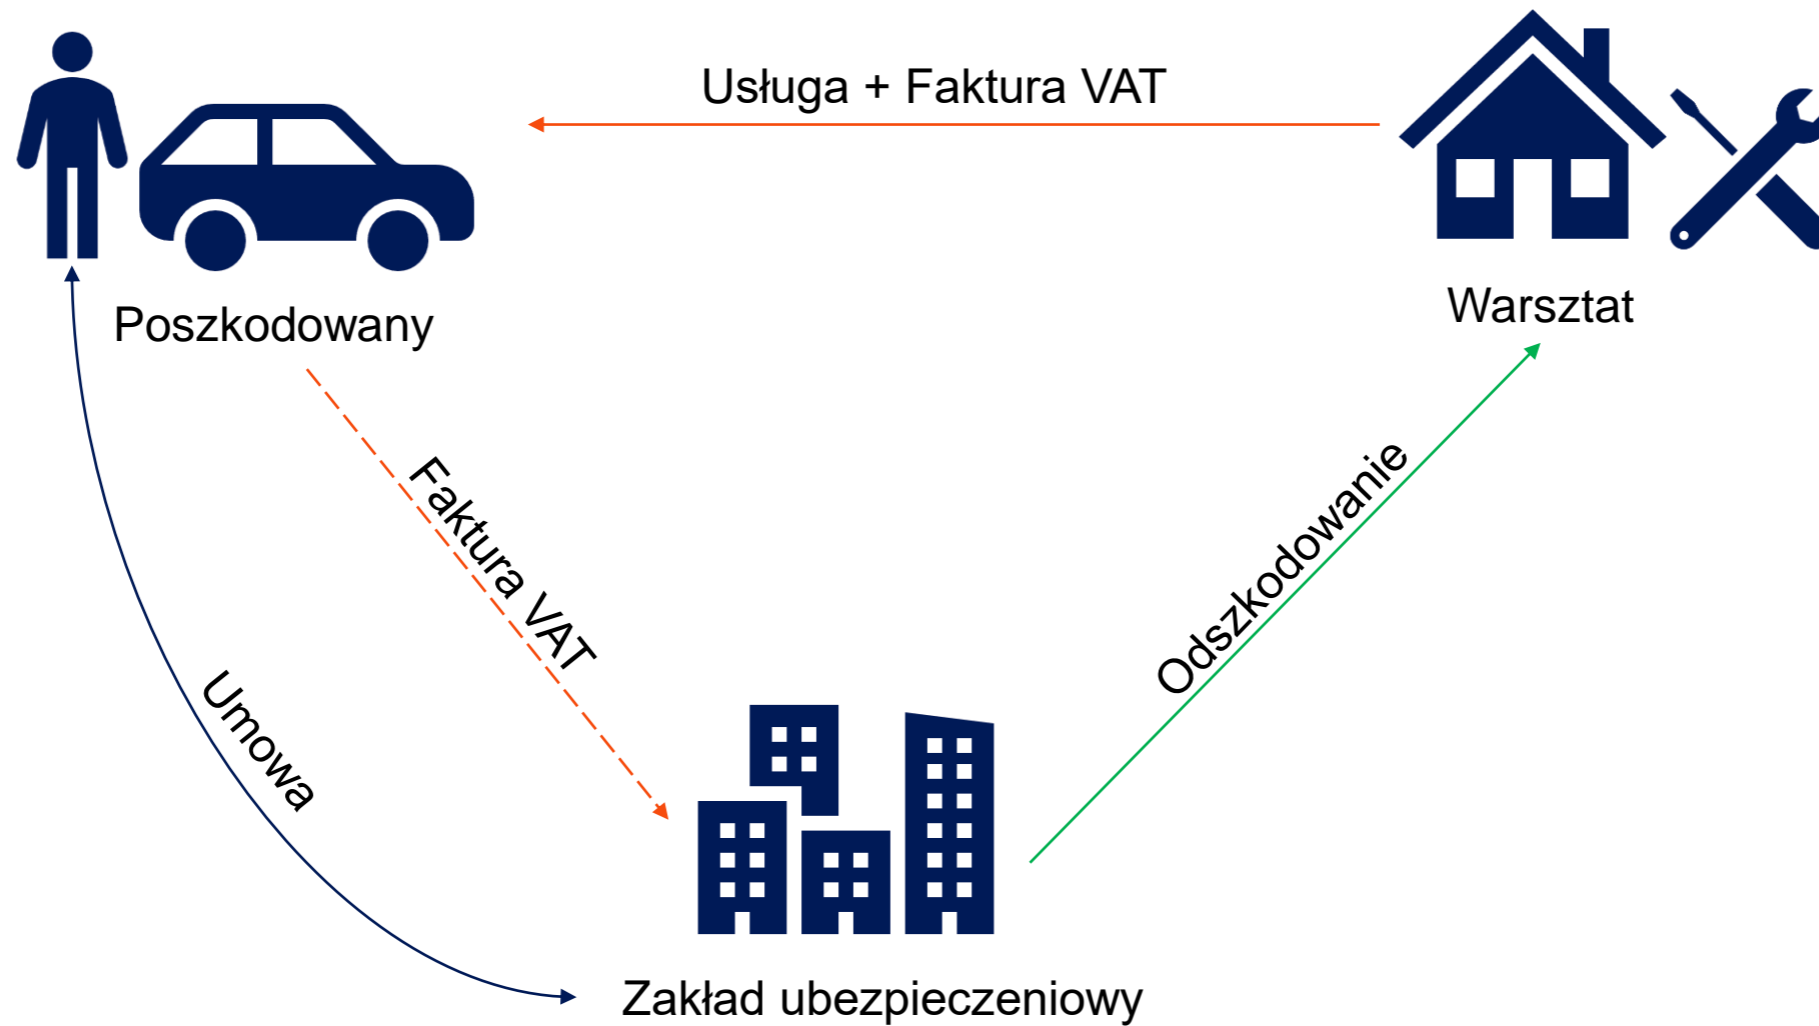 Usługa + Faktura VAT
Poszkodowany
Warsztat
Faktura VAT
Odszkodowanie
Umowa
Zakład ubezpieczeniowy